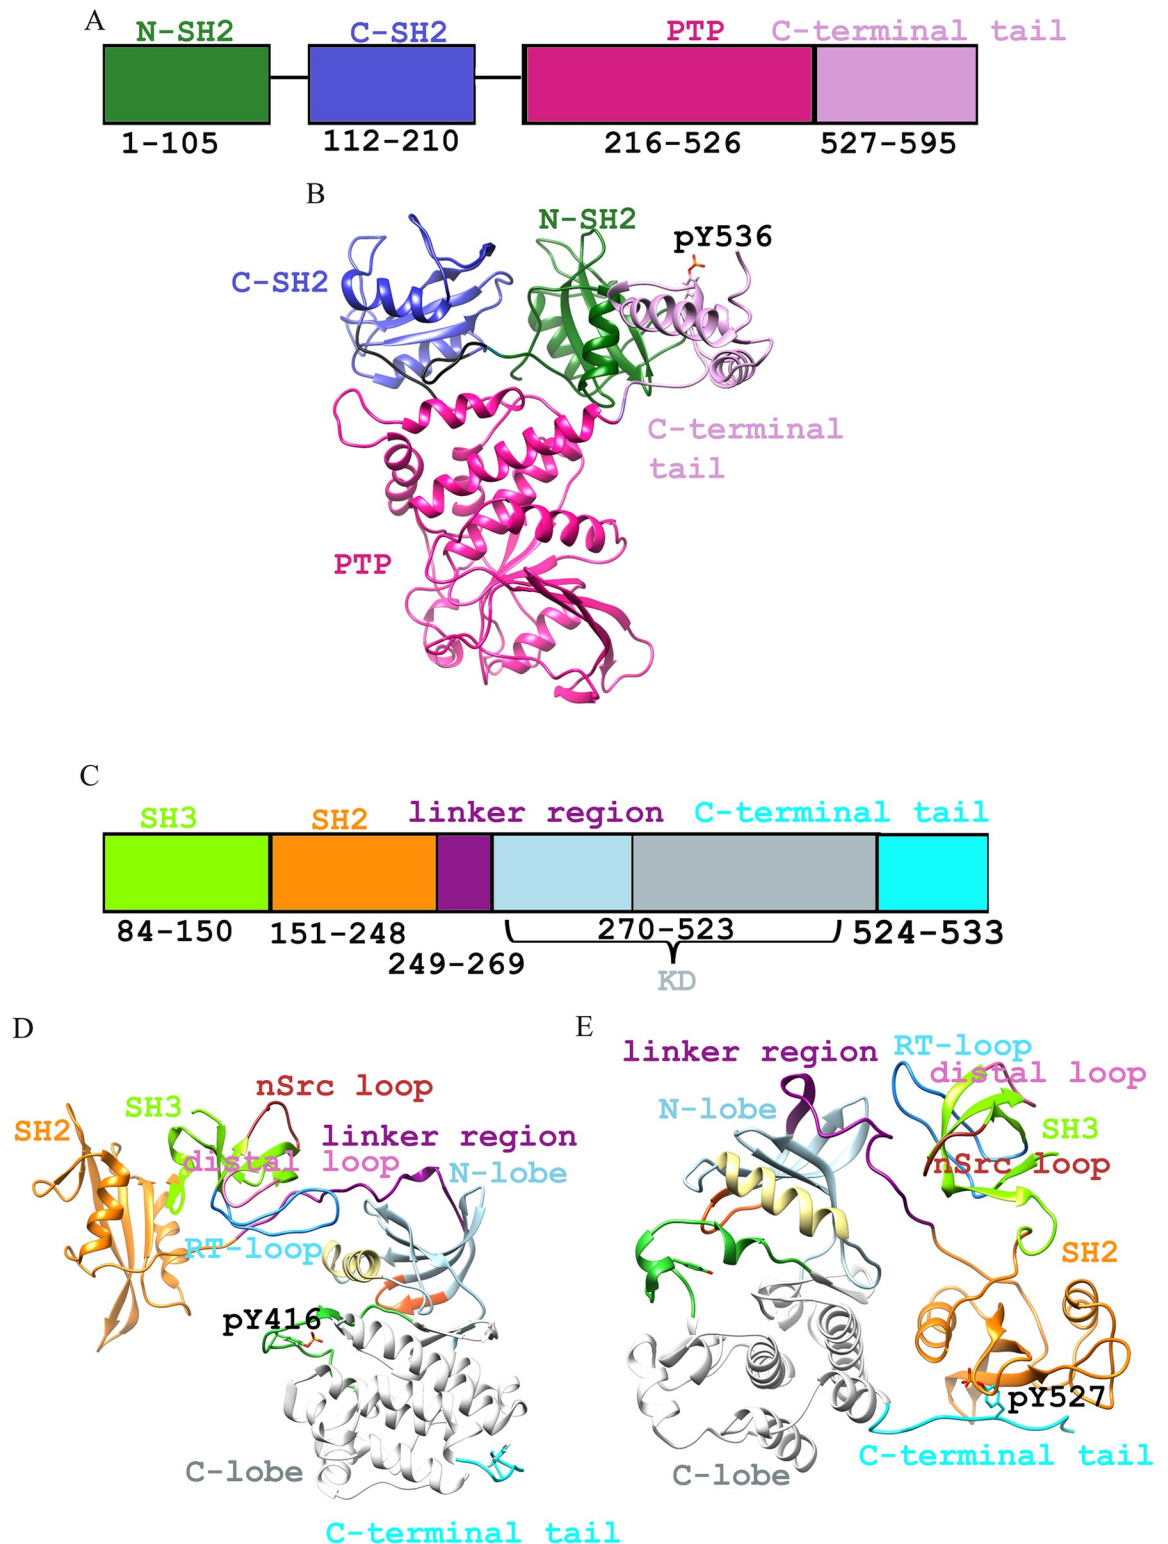 A
N-SH2 C-SH2 PTP C-terminal tail
1-105 112-210 216-526 527-595
B
N-SH2
pY536
C-SH2
C-terminal
tail
PTP
C
SH3 SH2 linker region C-terminal tail
84-150 151-248 270-523 524-533
249-269
KD
D
nSrc loop
SH3
SH2
linker region
distal loop
N-lobe
RT-loop
pY416
C-lobe
C-terminal tail
E
linker region
RT-loop
distal loop
N-lobe
SH3
nSrc loop
SH2
pY527
C-terminal tail
C-lobe